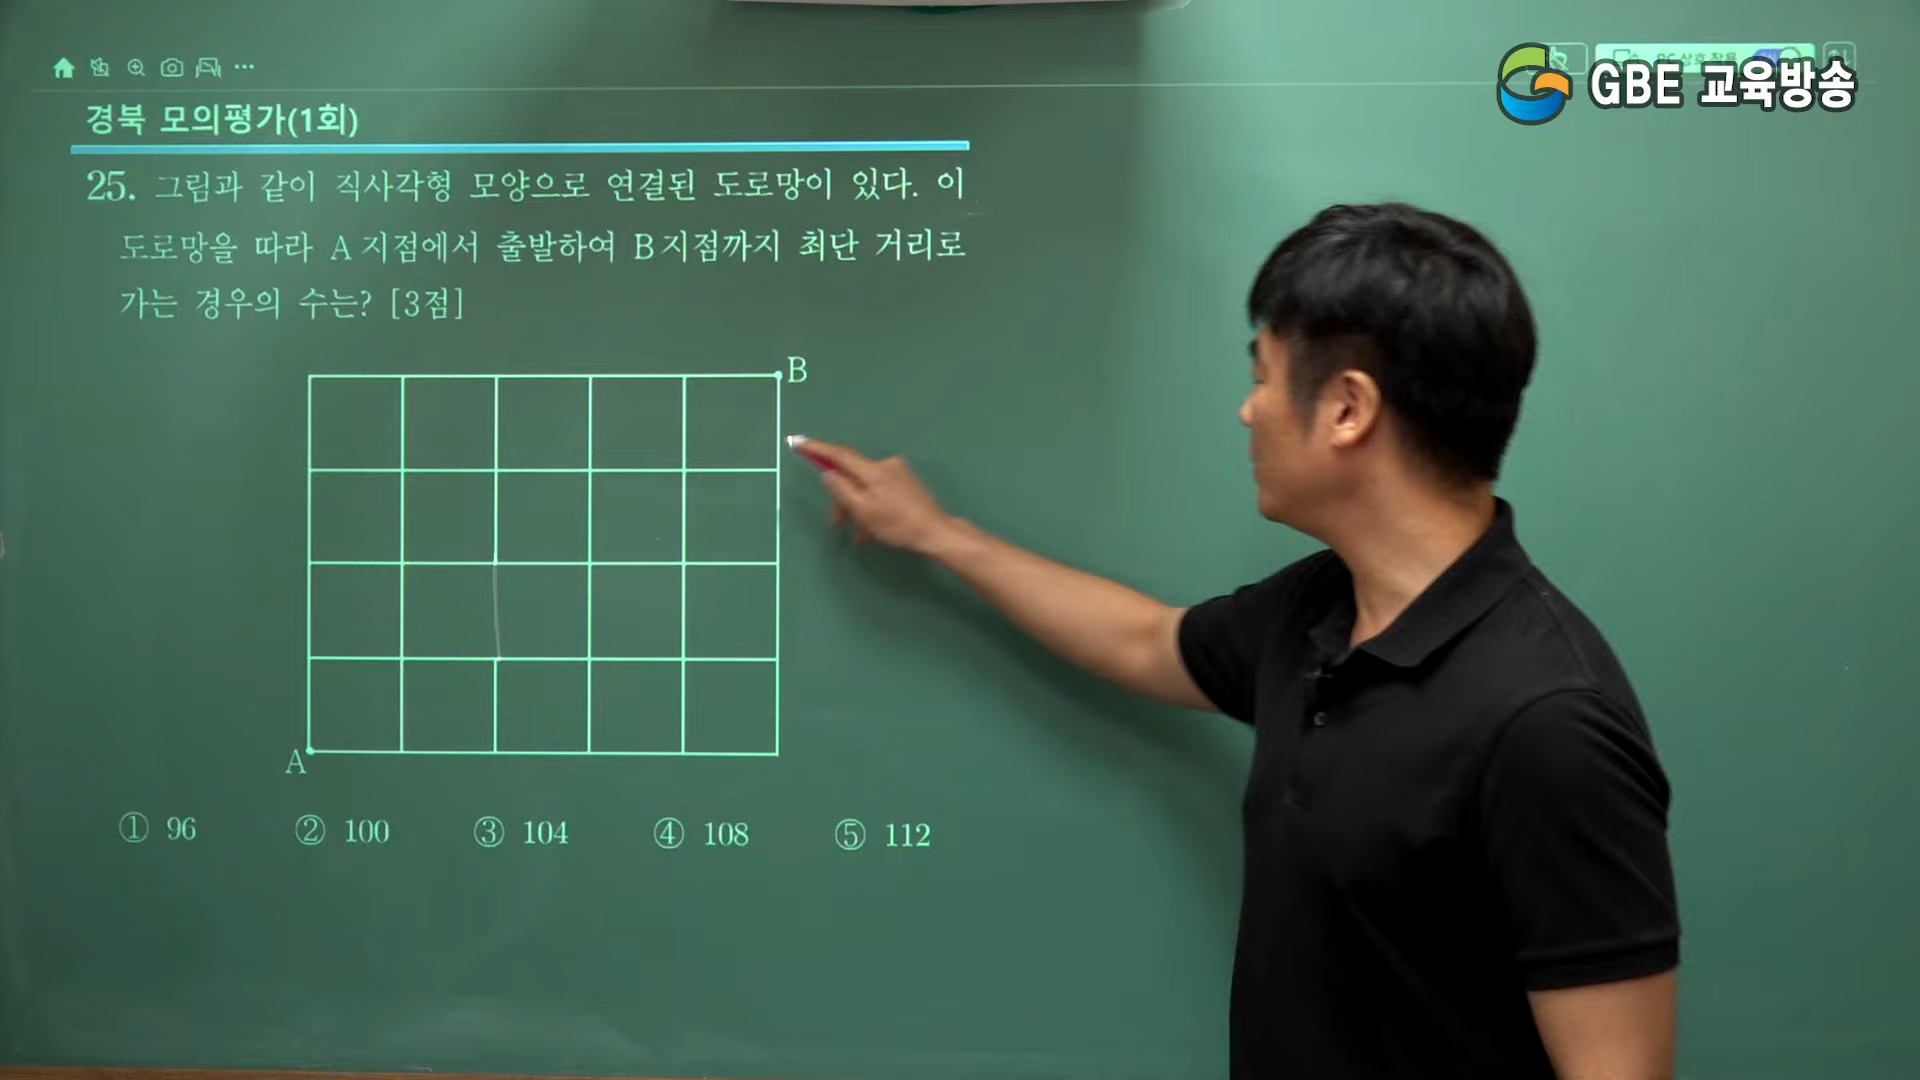 GBE 교육방송
경북 모의평가(1회)
25. 그림과 같이 직사각형 모양으로 연결된 도로망이 있다. 이
도로망을 따라 A 지점에서 출발하여 B 지점까지 최단 거리로
가는 경우의 수는? [3점]
B
A
① 96 ② 100 ③ 104 ④ 108 ⑤ 112